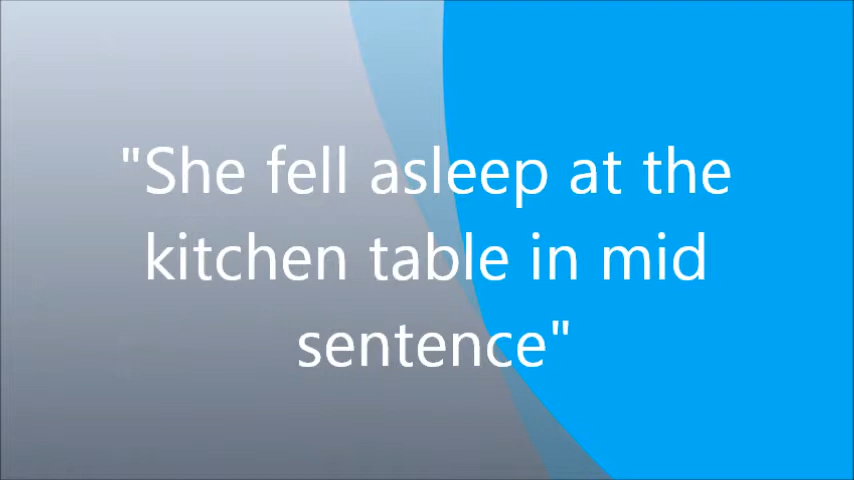 "She fell asleep at the
kitchen table in mid
sentence"